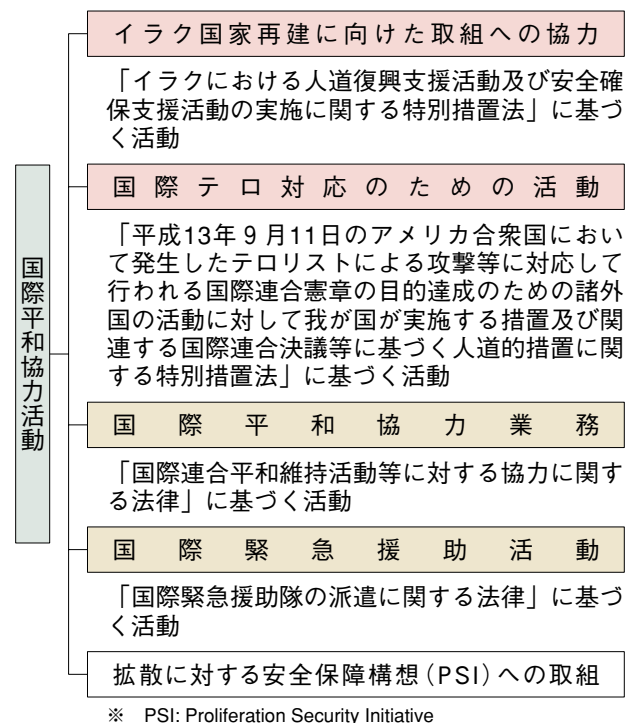 国際平和協力活動
イラク国家再建に向けた取組への協力
「イラクにおける人道復興支援活動及び安全確
保支援活動の実施に関する特別措置法」に基づ
く活動
国際テロ対応のための活動
「平成13年9月11日のアメリカ合衆国におい
て発生したテロリストによる攻撃等に対応して
行われる国際連合憲章の目的達成のための諸外
国の活動に対して我が国が実施する措置及び関
連する国際連合決議等に基づく人道的措置に関
する特別措置法」に基づく活動
国際平和協力業務
「国際連合平和維持活動等に対する協力に関す
る法律」に基づく活動
国際緊急援助活動
「国際緊急援助隊の派遣に関する法律」に基づ
く活動
拡散に対する安全保障構想(PSI)への取組
※ PSI: Proliferation Security Initiative